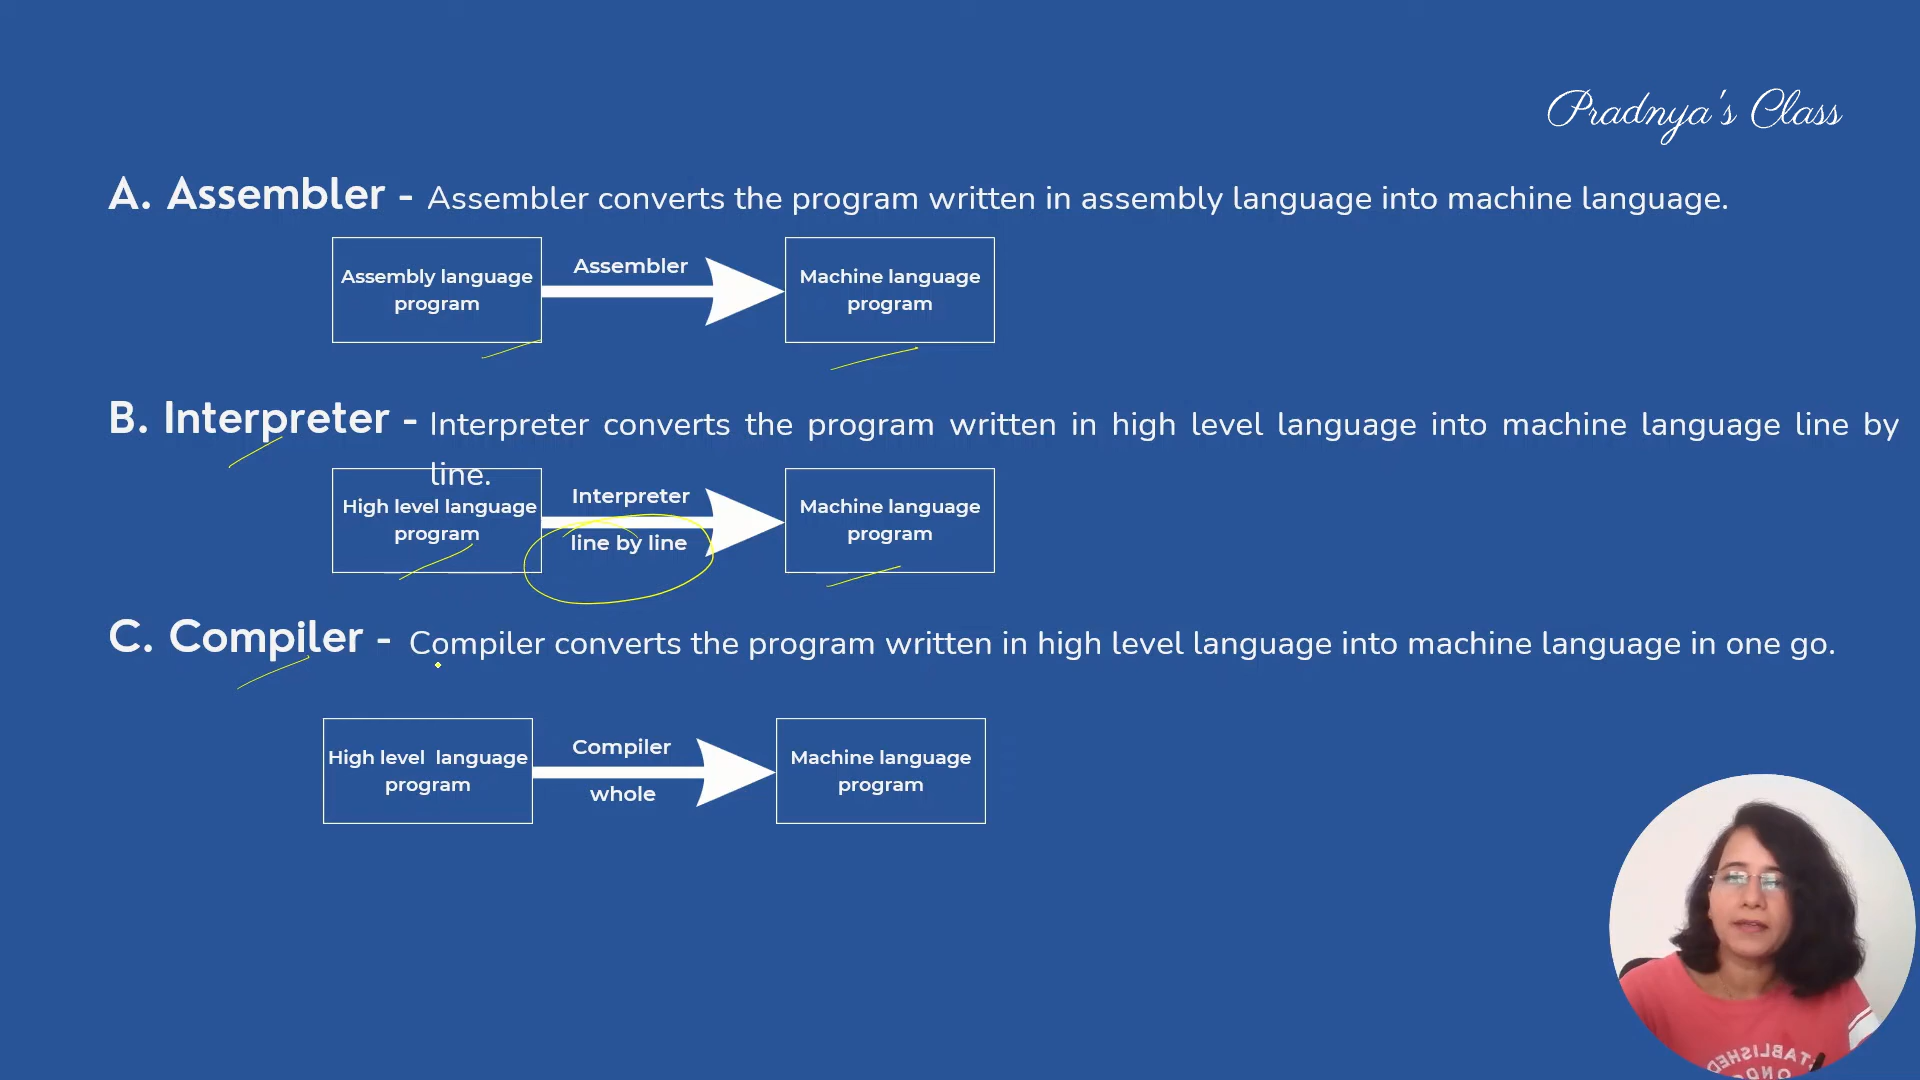 Pradnya's Class
A. Assembler - Assembler converts the program written in assembly language into machine language.
Assembly language
program
Assembler
Machine language
program
B. Interpreter - Interpreter converts the program written in high level language into machine language line by
line.
High level language
program
Interpreter
line by line
Machine language
program
C. Compiler - Compiler converts the program written in high level language into machine language in one go.
High level language
program
Compiler
whole
Machine language
program